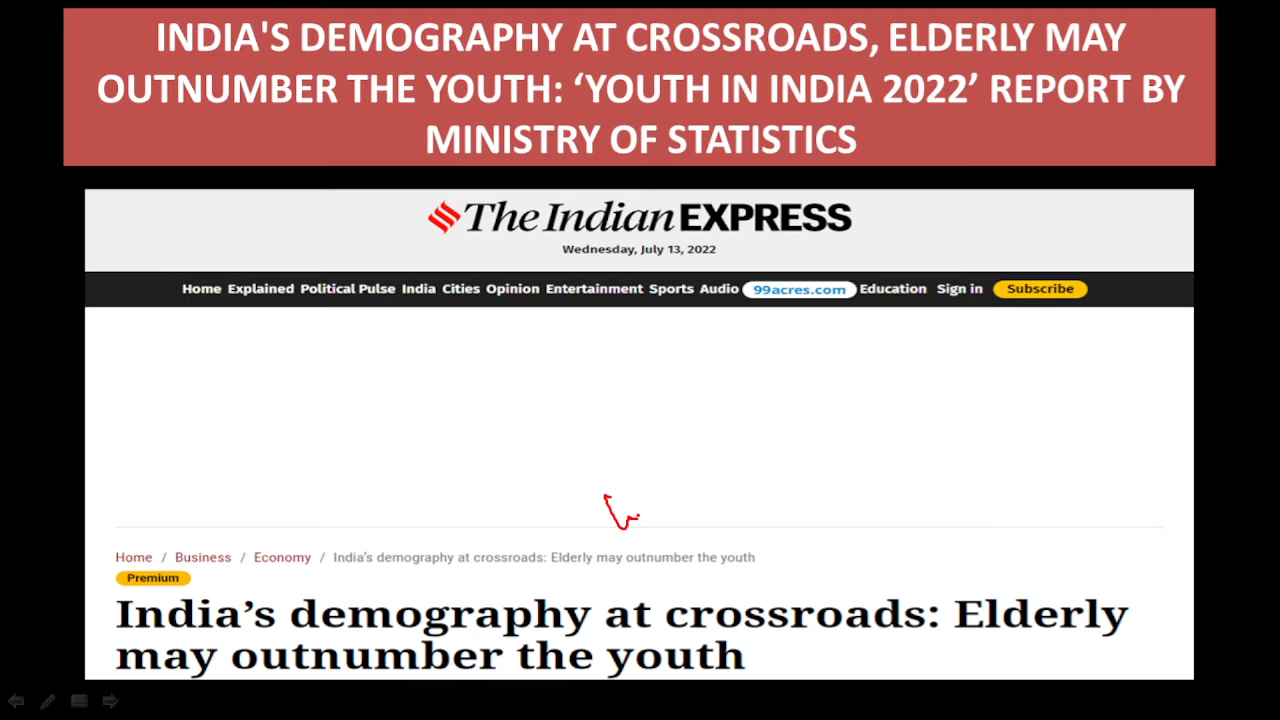 INDIA'S DEMOGRAPHY AT CROSSROADS, ELDERLY MAY
OUTNUMBER THE YOUTH: ‘YOUTH IN INDIA 2022’ REPORT BY
MINISTRY OF STATISTICS
The Indian EXPRESS
Wednesday, July 13, 2022
Home Explained Political Pulse India Cities Opinion Entertainment Sports Audio 99acres.com Education Sign in Subscribe
Home / Business / Economy / India’s demography at crossroads: Elderly may outnumber the youth
Premium
India’s demography at crossroads: Elderly
may outnumber the youth